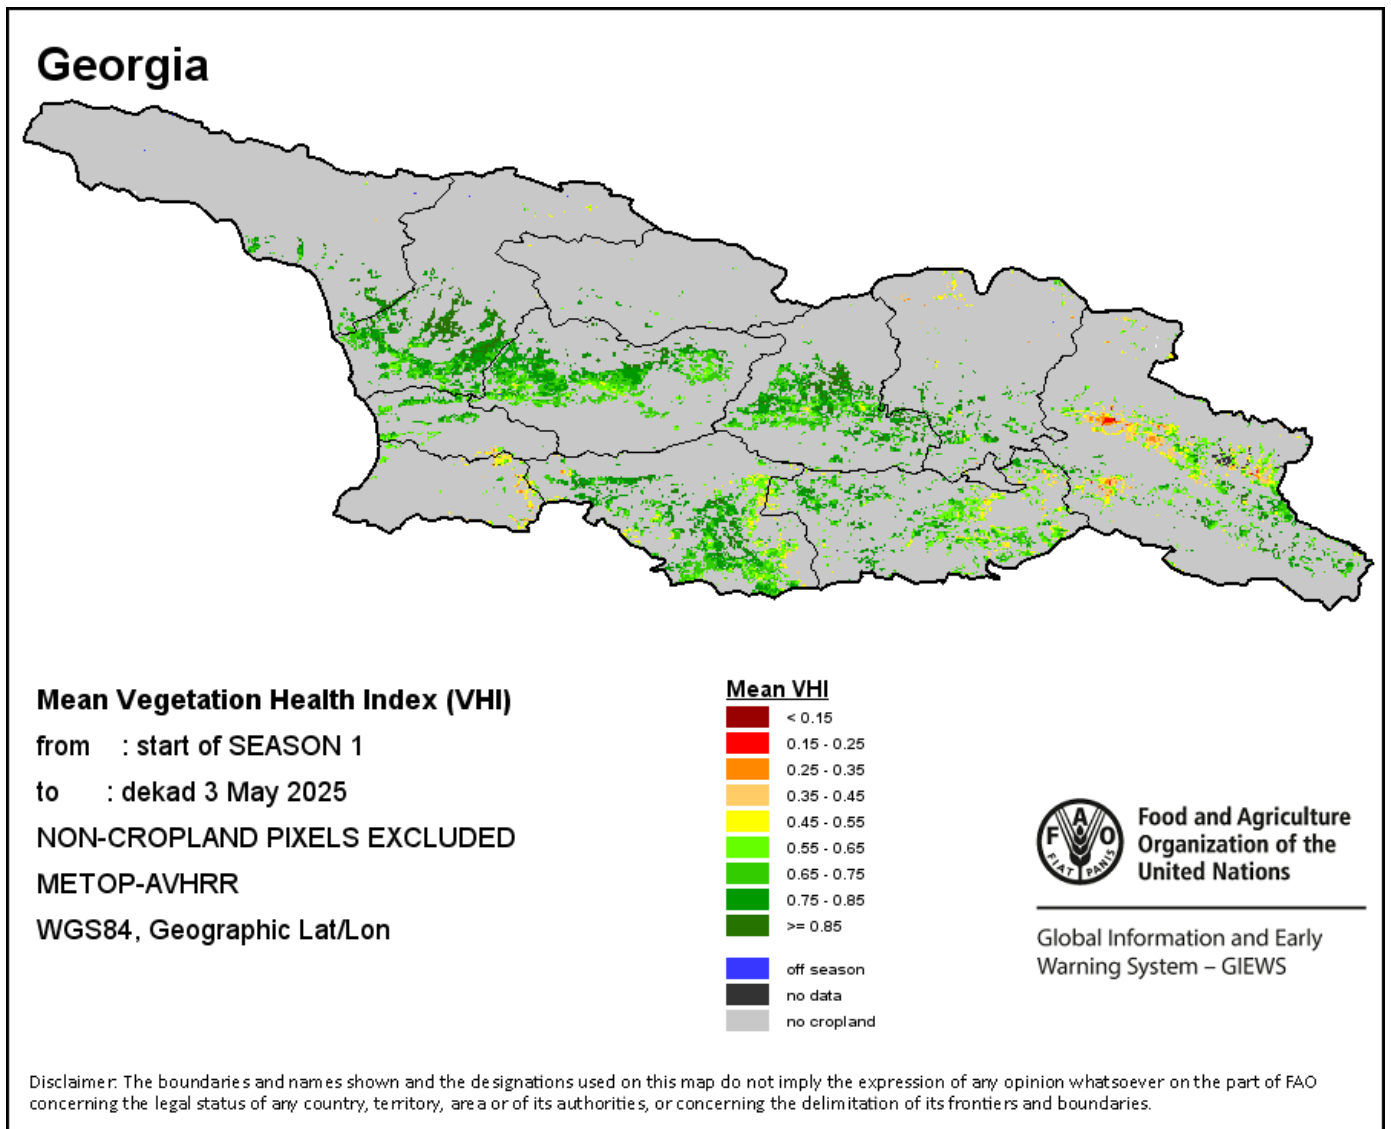 Georgia
Mean Vegetation Health Index (VHI)
from : start of SEASON 1
to : dekad 3 May 2025
NON-CROPLAND PIXELS EXCLUDED
METOP-AVHRR
WGS84, Geographic Lat/Lon
Mean VHI
< 0.15
0.15 - 0.25
0.25 - 0.35
0.35 - 0.45
0.45 - 0.55
0.55 - 0.65
0.65 - 0.75
0.75 - 0.85
>= 0.85
off season
no data
no cropland
F A O
FIAT PANIS
Food and Agriculture
Organization of the
United Nations
Global Information and Early
Warning System – GIEWS
Disclaimer: The boundaries and names shown and the designations used on this map do not imply the expression of any opinion whatsoever on the part of FAO
concerning the legal status of any country, territory, area or of its authorities, or concerning the delimitation of its frontiers and boundaries.